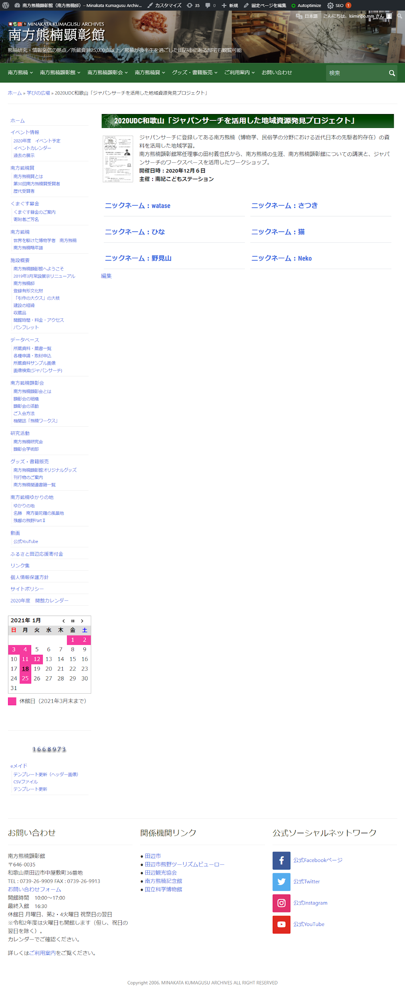 南方熊楠顕彰館（南方熊楠邸）– Minakata Kumagusu Archiv... カスタマイズ 35 0 新規 固定ページを編集 Autoptimize SEO 1
日本語 こんにちは、kiiminpo.mm さん
MINAKATA KUMAGUSU ARCHIVES
南方熊楠顕彰館
熊楠研究・情報発信の拠点／所蔵資料25,000点以上／熊楠が後半生を過ごした田辺市にある邸宅も観覧可能
南方熊楠 南方熊楠顕彰館 南方熊楠顕彰会 南方熊楠賞 グッズ・書籍販売 ご利用案内 お問い合わせ 検索
ホーム » 学びの広場 » 2020UDC和歌山「ジャパンサーチを活用した地域資源発見プロジェクト」
ホーム
イベント情報
2020年度　イベント予定
イベントカレンダー
過去の展示
南方熊楠賞
南方熊楠賞とは
第30回南方熊楠賞受賞者
歴代受賞者
くまぐす募金
くまぐす募金のご案内
寄附者ご芳名
南方熊楠
世界を駆けた博物学者　南方熊楠
南方熊楠略年譜
施設概要
南方熊楠顕彰館へようこそ
2019年3月常設展示リニューアル
南方熊楠邸
登録有形文化財
「引作の大クス」の大枝
建設の経緯
収蔵品
開館時間・料金・アクセス
パンフレット
データベース
所蔵資料・蔵書一覧
各種申請・取材申込
所蔵資料サンプル画像
画像検索(ジャパンサーチ)
南方熊楠顕彰会
南方熊楠顕彰会とは
顕彰会の組織
顕彰会の活動
ご入会方法
機関誌「熊楠ワークス」
研究活動
南方熊楠研究会
顕彰会学術部
グッズ・書籍販売
南方熊楠顕彰館オリジナルグッズ
刊行物のご案内
南方熊楠関連書籍一覧
南方熊楠ゆかりの地
ゆかりの地
名勝　南方曼陀羅の風景地
残響の熊野PartⅡ
動画
公式YouTube
ふるさと田辺応援寄付金
リンク集
個人情報保護方針
サイトポリシー
2020年度　開館カレンダー
2021年 1月
日 月 火 水 木 金 土
1 2
3 4 5 6 7 8 9
10 11 12 13 14 15 16
17 18 19 20 21 22 23
24 25 26 27 28 29 30
31
休館日（2021年3月末まで）
1668973
eメイド
テンプレート更新（ヘッダー画像）
CSVファイル
テンプレート更新
2020UDC和歌山「ジャパンサーチを活用した地域資源発見プロジェクト」
ジャパンサーチに登録してある南方熊楠（博物学、民俗学の分野における近代日本の先駆者的存在）の資
料を活用した地域学習。
南方熊楠顕彰館常任理事の田村義也氏から、南方熊楠の生涯、南方熊楠顕彰館についての講演と、ジャパ
ンサーチのワークスペースを活用したワークショップ。
開催日時：2020年12月６日
主催：南紀こどもステーション
ニックネーム：watase ニックネーム：さつき
ニックネーム：ひな ニックネーム：猫
ニックネーム：野見山 ニックネーム：Neko
編集
お問い合わせ
南方熊楠顕彰館
〒646-0035
和歌山県田辺市中屋敷町36番地
TEL : 0739-26-9909 FAX : 0739-26-9913
お問い合わせフォーム
開館時間　10:00～17:00
最終入館　16:30
休館日 月曜日、第2・4火曜日 祝祭日の翌日
※令和2年度は火曜日も開館します（但し、祝日の
翌日を除く）。
カレンダーでご確認ください。
詳しくはご利用案内をご覧ください。
関係機関リンク
● 田辺市
● 田辺市熊野ツーリズムビューロー
● 田辺観光協会
● 南方熊楠記念館
● 国立科学博物館
公式ソーシャルネットワーク
公式Facebookページ
公式Twitter
公式Instagram
公式YouTube
Copyright 2006. MINAKATA KUMAGUSU ARCHIVES ALL RIGHT RESERVED